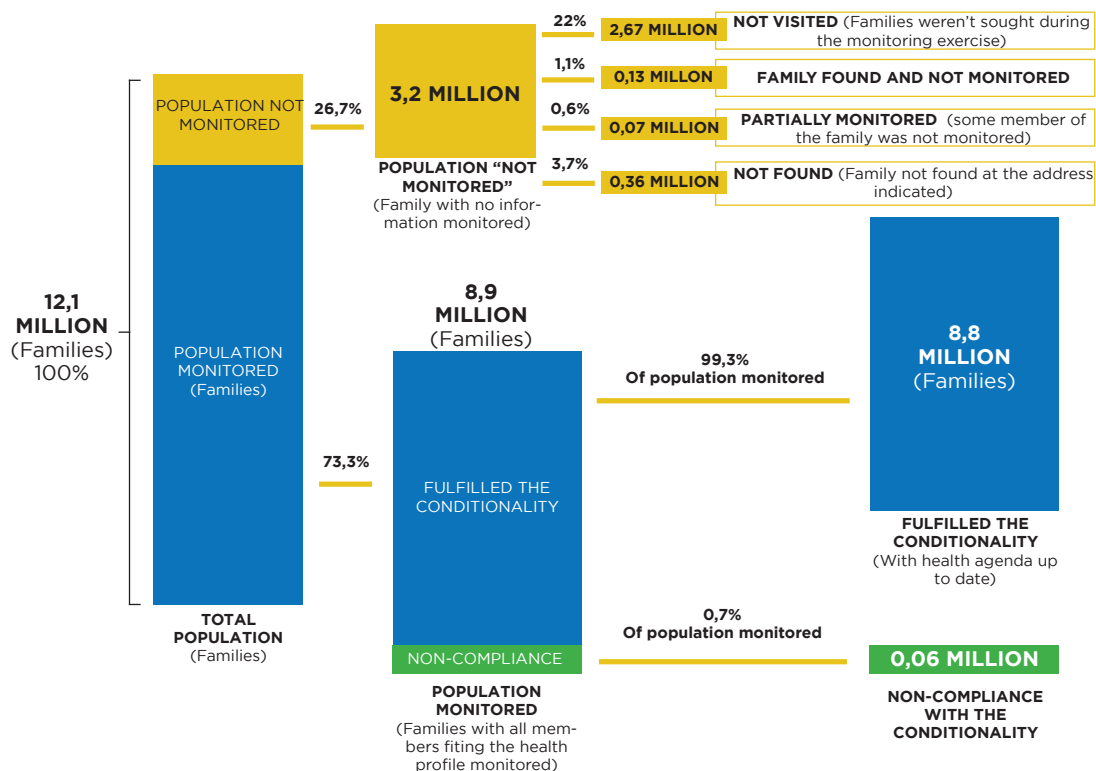 12,1
MILLION
(Families)
100%
POPULATION NOT
MONITORED
POPULATION
MONITORED
(Families)
TOTAL
POPULATION
(Families)
26,7%
73,3%
3,2 MILLION
POPULATION “NOT
MONITORED”
(Family with no infor-
mation monitored)
22%
2,67 MILLION
NOT VISITED (Families weren’t sought during
the monitoring exercise)
1,1%
0,13 MILLON
FAMILY FOUND AND NOT MONITORED
0,6%
0,07 MILLION
PARTIALLY MONITORED (some member of
the family was not monitored)
3,7%
0,36 MILLION
NOT FOUND (Family not found at the address
indicated)
8,9
MILLION
(Families)
FULFILLED THE
CONDITIONALITY
NON-COMPLIANCE
POPULATION
MONITORED
(Families with all mem-
bers fiting the health
profile monitored)
99,3%
Of population monitored
8,8
MILLION
(Families)
FULFILLED THE
CONDITIONALITY
(With health agenda up
to date)
0,7%
Of population monitored
0,06 MILLION
NON-COMPLIANCE
WITH THE
CONDITIONALITY